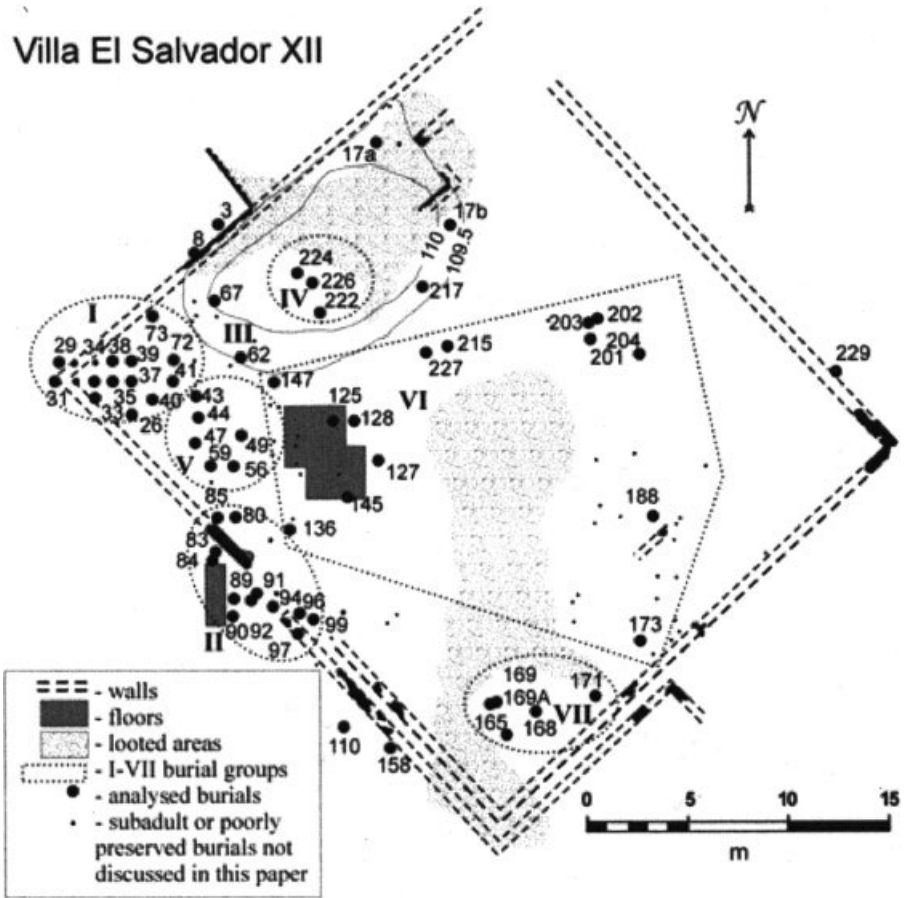 Villa El Salvador XII
N
17a
3
17b
8
110
109.5
224
226
IV
222
217
67
I
III
73
62
202
203
204
201
215
227
229
29
34
38
39
72
147
VI
31
35
37
41
43
125
128
33
40
26
44
47
49
V
59
56
127
145
188
85
80
136
83
84
89
91
94
96
99
90
92
97
II
173
169
171
169A
165
168
VII
110
158
- walls
- floors
- looted areas
- I-VII burial groups
- analysed burials
- subadult or poorly
preserved burials not
discussed in this paper
0 5 10 15
m